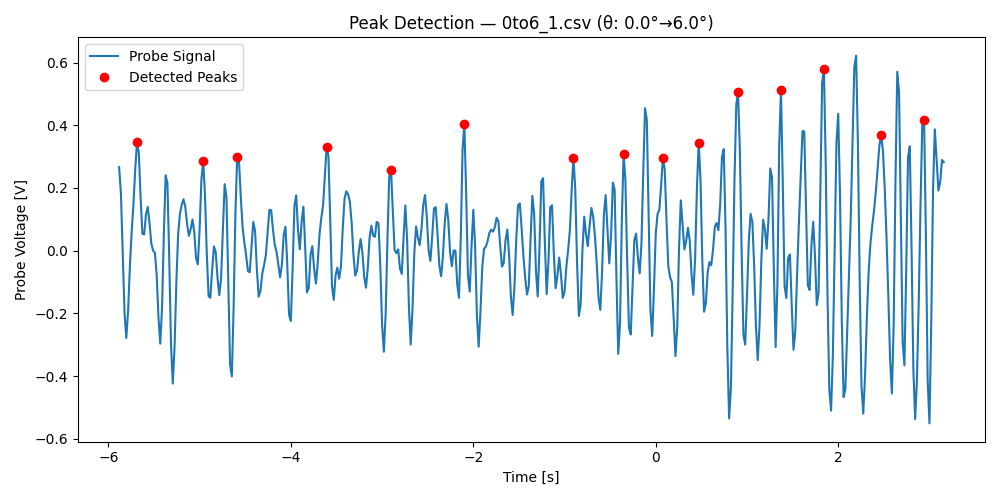 Peak Detection — 0to6_1.csv (θ: 0.0°→6.0°)
Probe Signal
Detected Peaks
Probe Voltage [V]
0.6
0.4
0.2
0.0
−0.2
−0.4
−0.6
−6
−4
−2
0
2
Time [s]